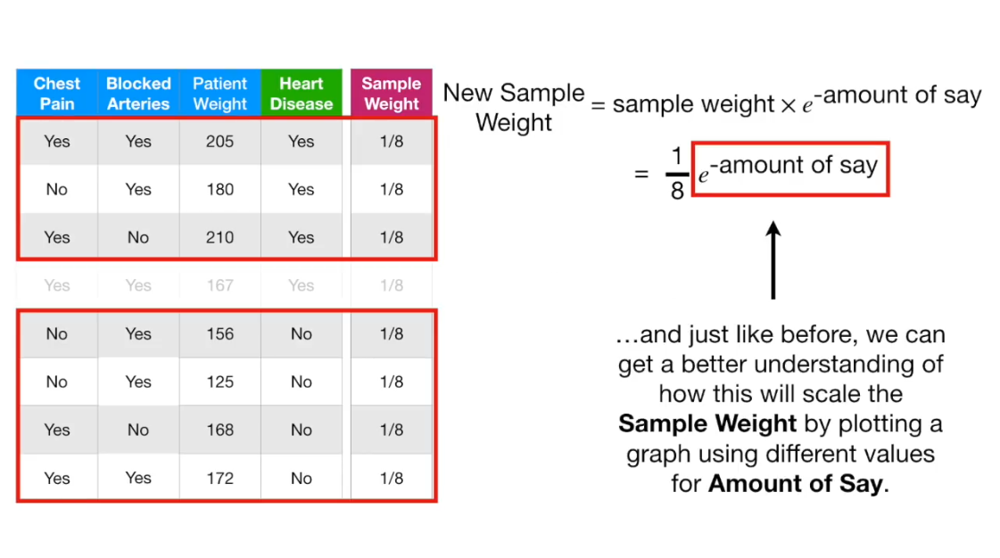 Chest Pain Blocked Arteries Patient Weight Heart Disease Sample Weight
Yes Yes 205 Yes 1/8
No Yes 180 Yes 1/8
Yes No 210 Yes 1/8
Yes Yes 167 Yes 1/8
No Yes 156 No 1/8
No Yes 125 No 1/8
Yes No 168 No 1/8
Yes Yes 172 No 1/8
New Sample Weight = sample weight × e^-amount of say
= 1/8 e^-amount of say
…and just like before, we can
get a better understanding of
how this will scale the
Sample Weight by plotting a
graph using different values
for Amount of Say.